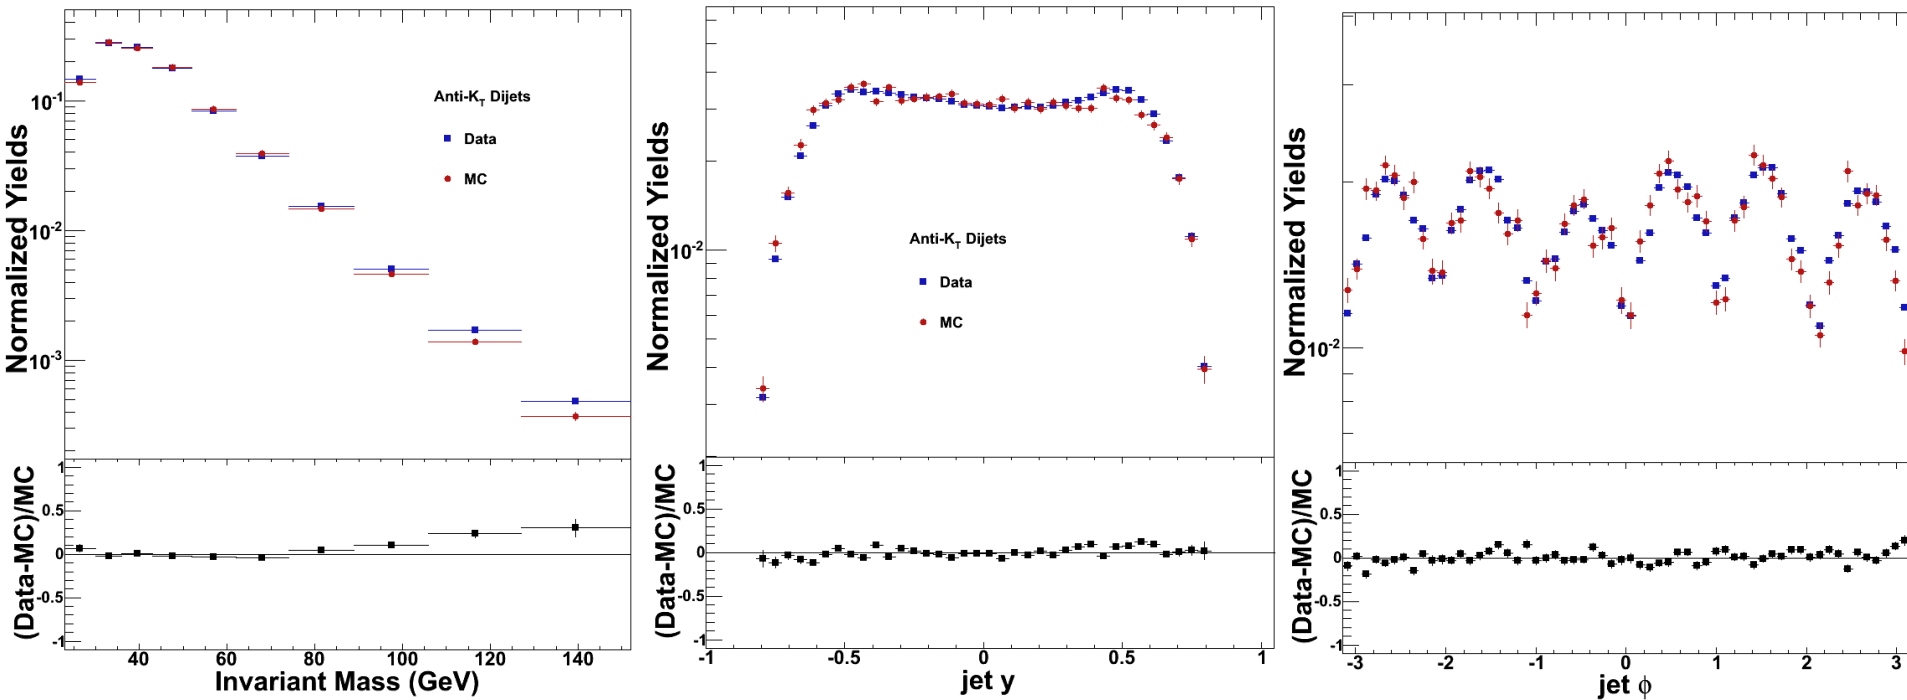 Normalized Yields
10⁻¹
10⁻²
10⁻³
Anti-K_T Dijets
Data
MC
(Data-MC)/MC
1
0.5
0
-0.5
-1
40 60 80 100 120 140
Invariant Mass (GeV)
Normalized Yields
10⁻²
Anti-K_T Dijets
Data
MC
(Data-MC)/MC
1
0.5
0
-0.5
-1
-1 -0.5 0 0.5 1
jet y
Normalized Yields
10⁻²
(Data-MC)/MC
1
0.5
0
-0.5
-1
-3 -2 -1 0 1 2 3
jet ϕ